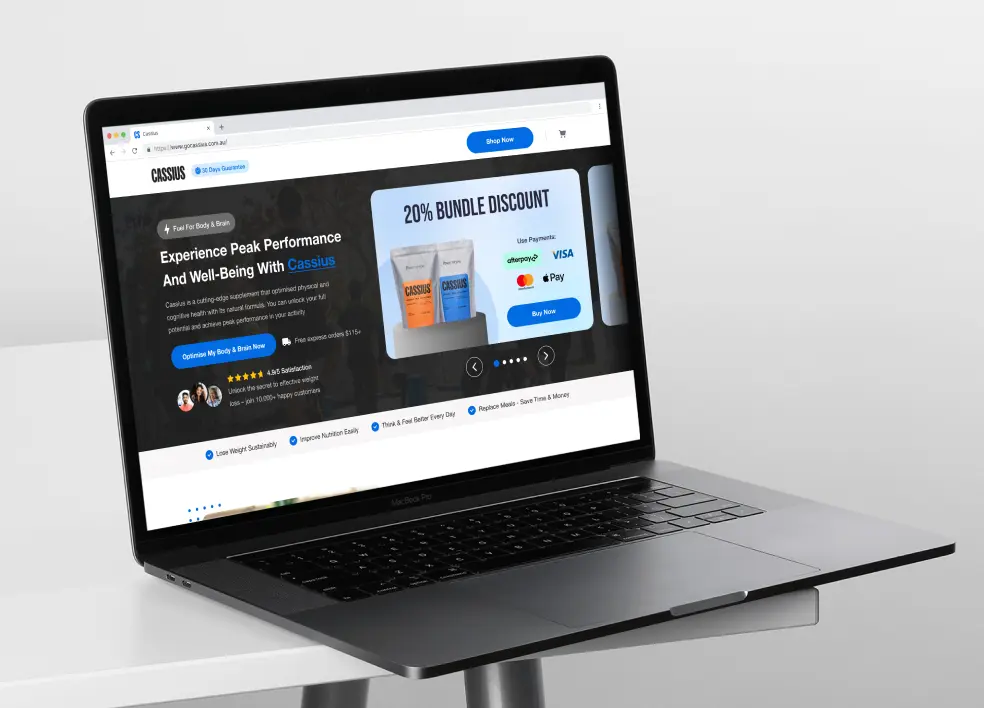 Cassius
https://www.gocassius.com.au/
CASSIUS
30 Days Guarantee
Shop Now
Fuel For Body & Brain
Experience Peak Performance
And Well-Being With Cassius
Cassius is a cutting-edge supplement that optimised physical and
cognitive health with its natural formula. You can unlock your full
potential and achieve peak performance in your activity
Optimise My Body & Brain Now
Free express orders $115+
4.9/5 Satisfaction
Unlock the secret to effective weight
loss – join 10,000+ happy customers
20% BUNDLE DISCOUNT
CASSIUS
CASSIUS
Use Payments:
afterpay
VISA
mastercard
Pay
Buy Now
Lose Weight Sustainably
Improve Nutrition Easily
Think & Feel Better Every Day
Replace Meals - Save Time & Money
MacBook Pro